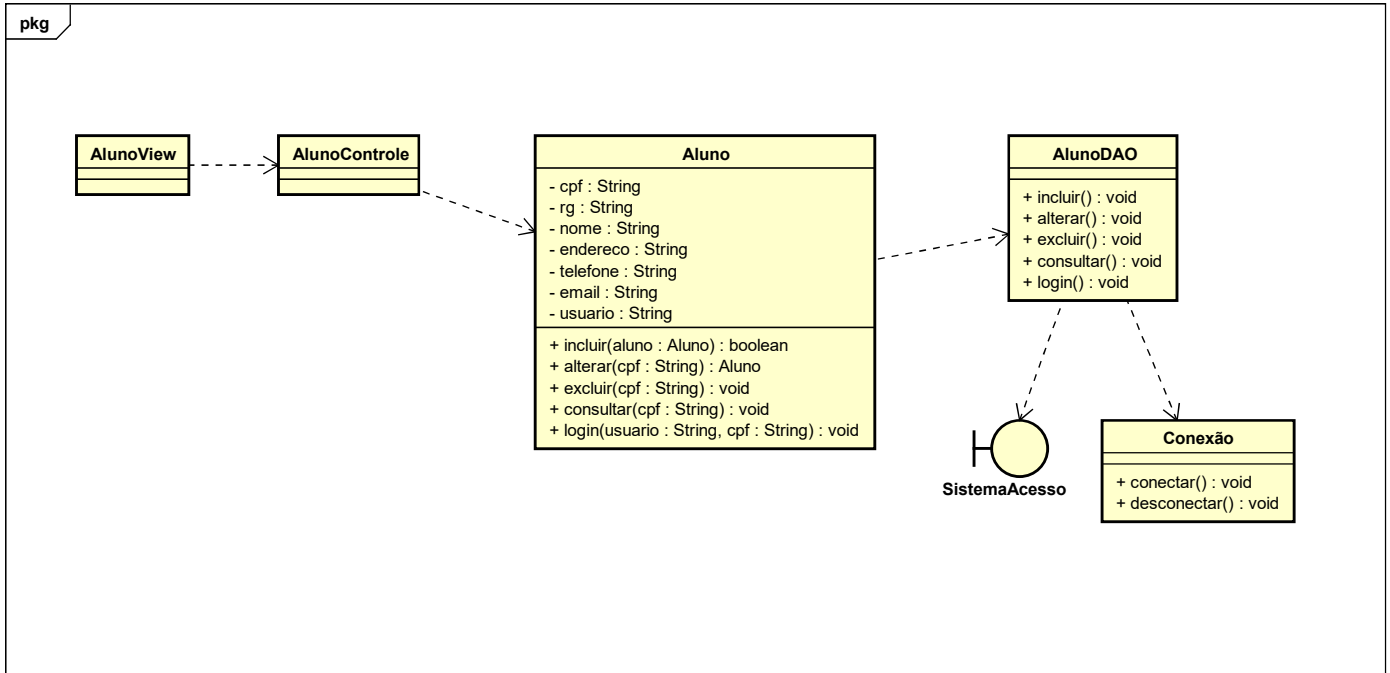 pkg
AlunoView
AlunoControle
Aluno
- cpf : String
- rg : String
- nome : String
- endereco : String
- telefone : String
- email : String
- usuario : String
+ incluir(aluno : Aluno) : boolean
+ alterar(cpf : String) : Aluno
+ excluir(cpf : String) : void
+ consultar(cpf : String) : void
+ login(usuario : String, cpf : String) : void
AlunoDAO
+ incluir() : void
+ alterar() : void
+ excluir() : void
+ consultar() : void
+ login() : void
SistemaAcesso
Conexão
+ conectar() : void
+ desconectar() : void